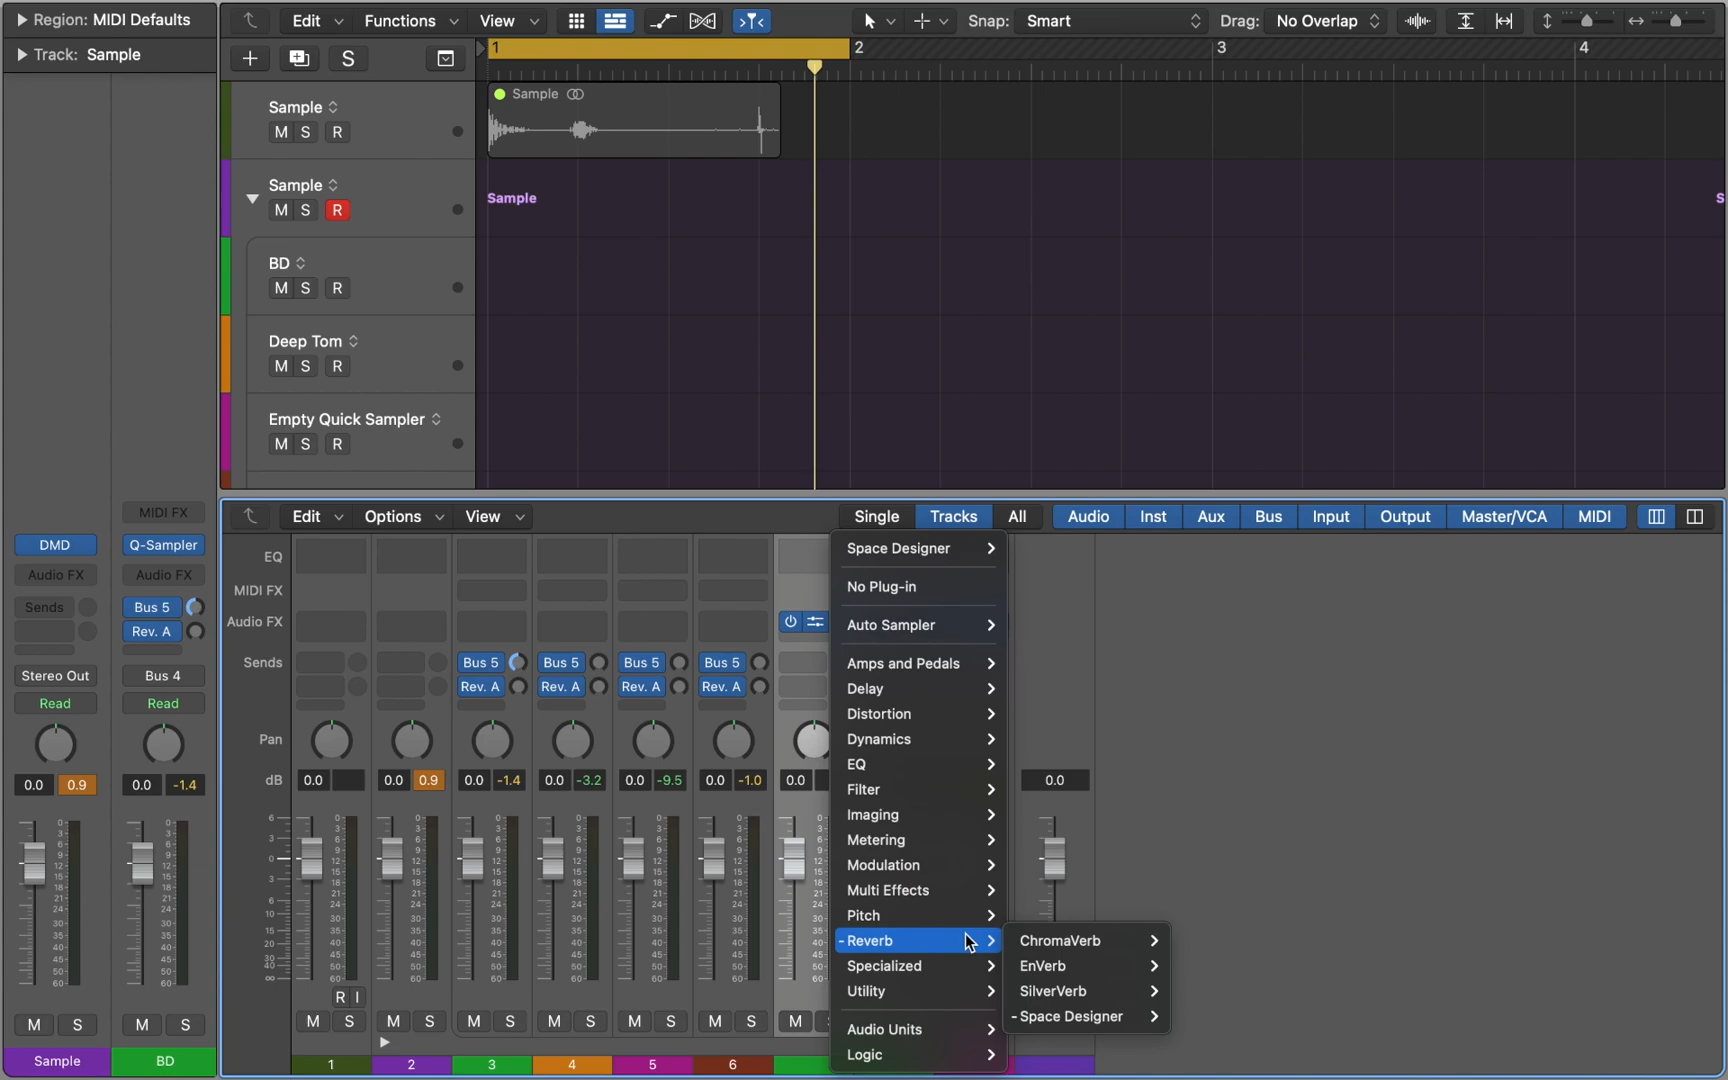 Region: MIDI Defaults
Track: Sample
Edit Functions View Snap: Smart Drag: No Overlap
S
1 2 3 4
Sample
M S R
Sample
Sample
M S R
Sample
S
BD
M S R
Deep Tom
M S R
Empty Quick Sampler
M S R
MIDI FX
DMD Q-Sampler
Audio FX Audio FX
Sends Bus 5
Rev. A
Stereo Out Bus 4
Read Read
0.0 0.9 0.0 -1.4
M S M S
Sample BD
Edit Options View Single Tracks All Audio Inst Aux Bus Input Output Master/VCA MIDI
EQ
MIDI FX
Audio FX
Sends Bus 5 Bus 5 Bus 5 Bus 5
Rev. A Rev. A Rev. A Rev. A
Pan
dB 0.0 0.0 0.9 0.0 -1.4 0.0 -3.2 0.0 -9.5 0.0 -1.0 0.0 0.0
R I
M S M S M S M S M S M S M
1 2 3 4 5 6
Space Designer
No Plug-in
Auto Sampler
Amps and Pedals
Delay
Distortion
Dynamics
EQ
Filter
Imaging
Metering
Modulation
Multi Effects
Pitch
- Reverb
Specialized
Utility
Audio Units
Logic
ChromaVerb
EnVerb
SilverVerb
- Space Designer